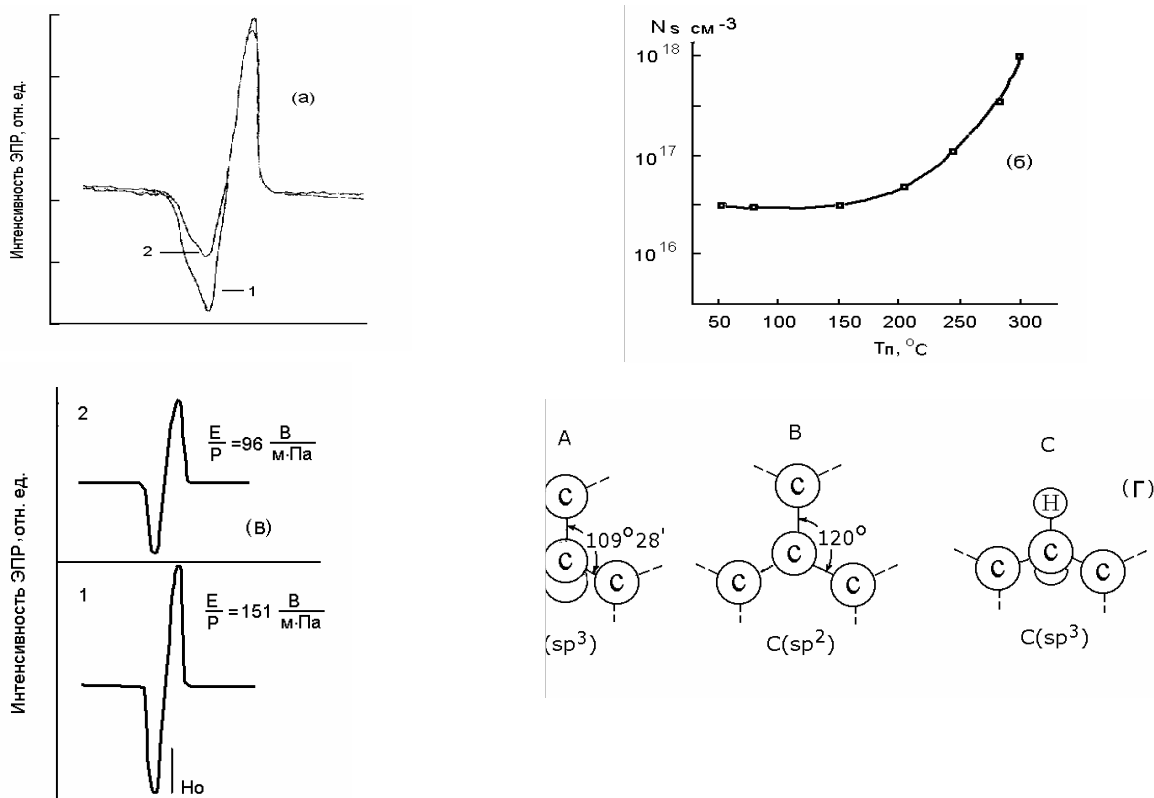 Интенсивность ЭПР, отн. ед.
(а)
2
1
Ns см -3
10 18
10 17
10 16
(б)
50 100 150 200 250 300
Тп, °С
Интенсивность ЭПР, отн. ед.
2
E/P =96 В/м·Па
(в)
1
E/P =151 В/м·Па
Но
A
C
109°28'
C
C
(sp3)
B
C
120°
C
C
C
C(sp2)
C
H
C
C
C
C(sp3)
(Г)